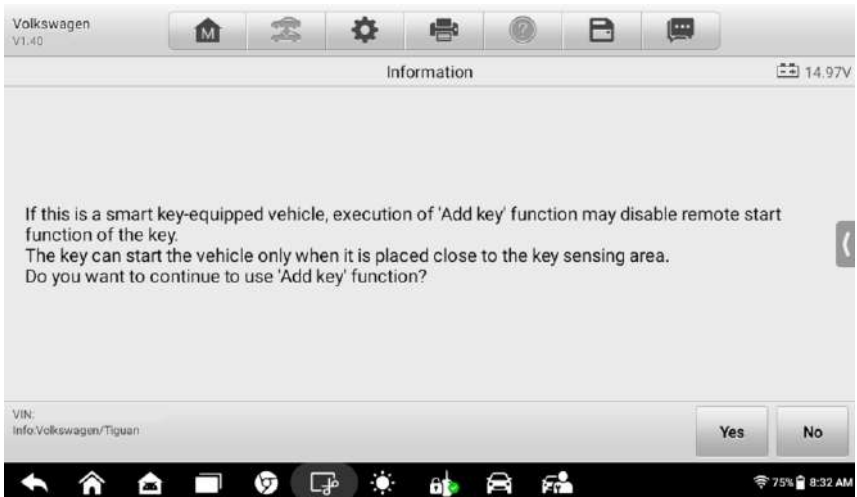 Volkswagen
V1.40
M
?
Information
14.97V
If this is a smart key-equipped vehicle, execution of 'Add key' function may disable remote start
function of the key.
The key can start the vehicle only when it is placed close to the key sensing area.
Do you want to continue to use 'Add key' function?
VIN:
Info:Volkswagen/Tiguan
Yes
No
75%
8:32 AM